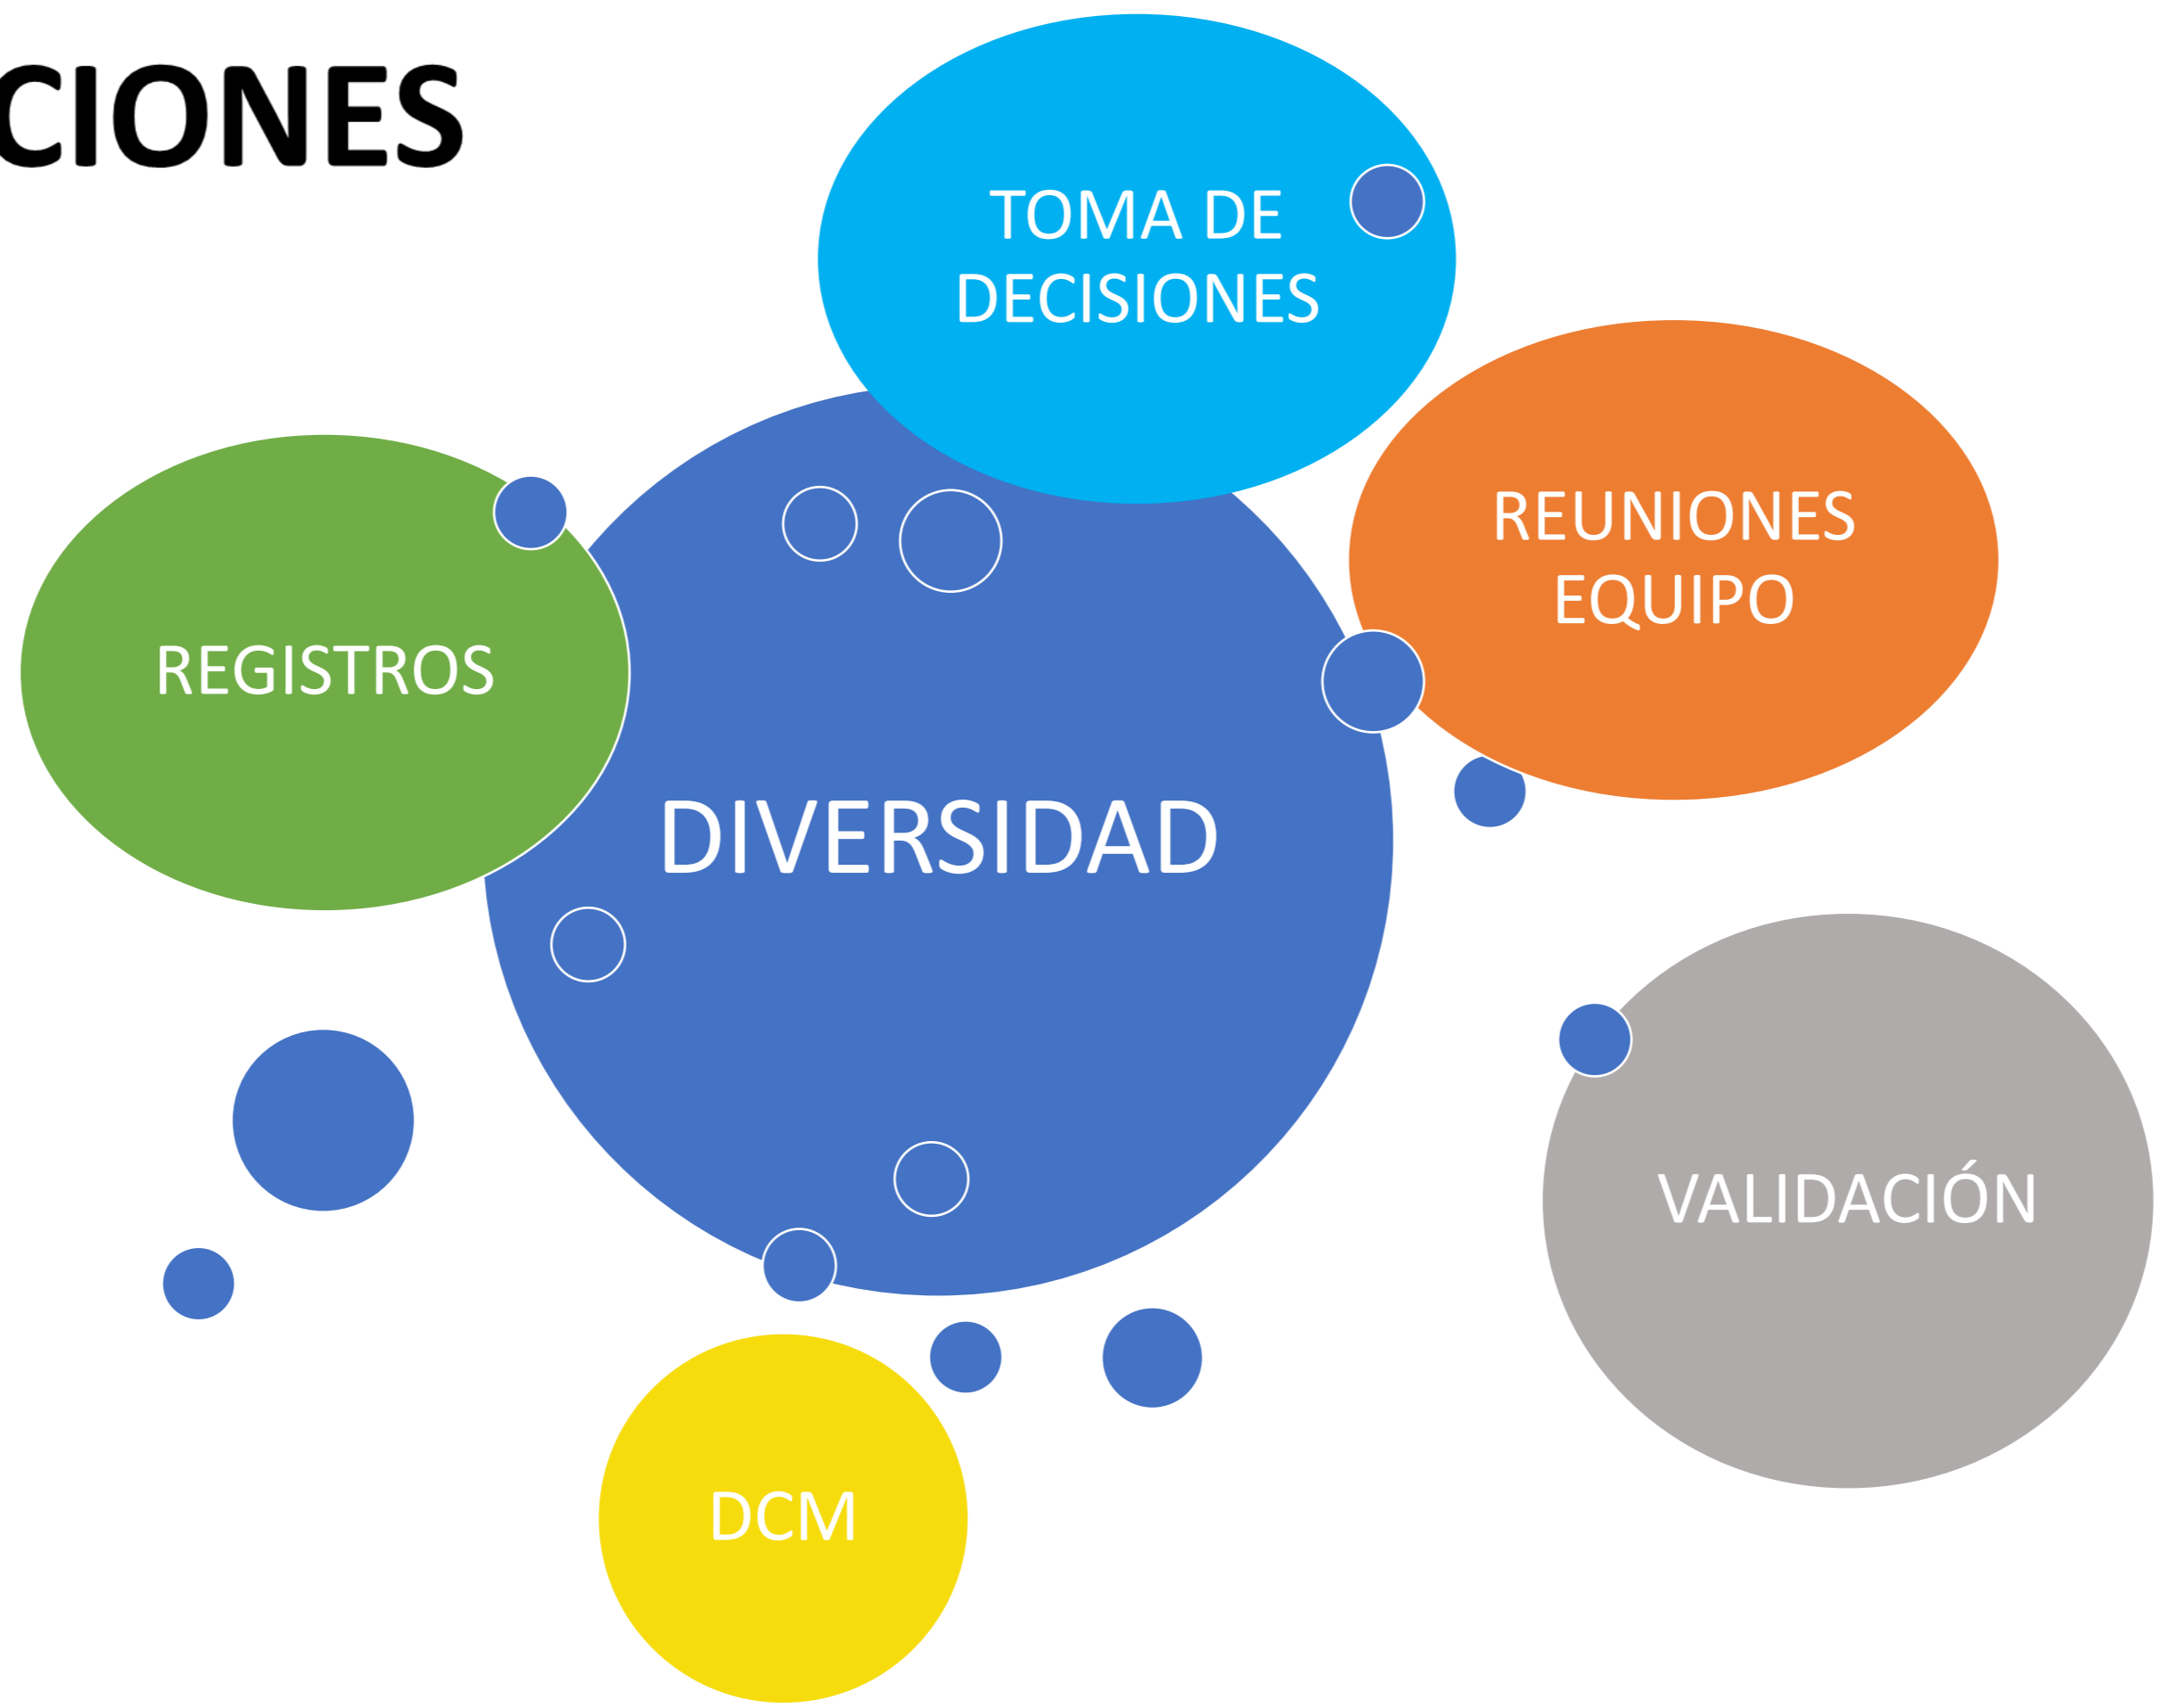 CIONES
TOMA DE
DECISIONES
REUNIONES
EQUIPO
REGISTROS
DIVERSIDAD
VALIDACIÓN
DCM